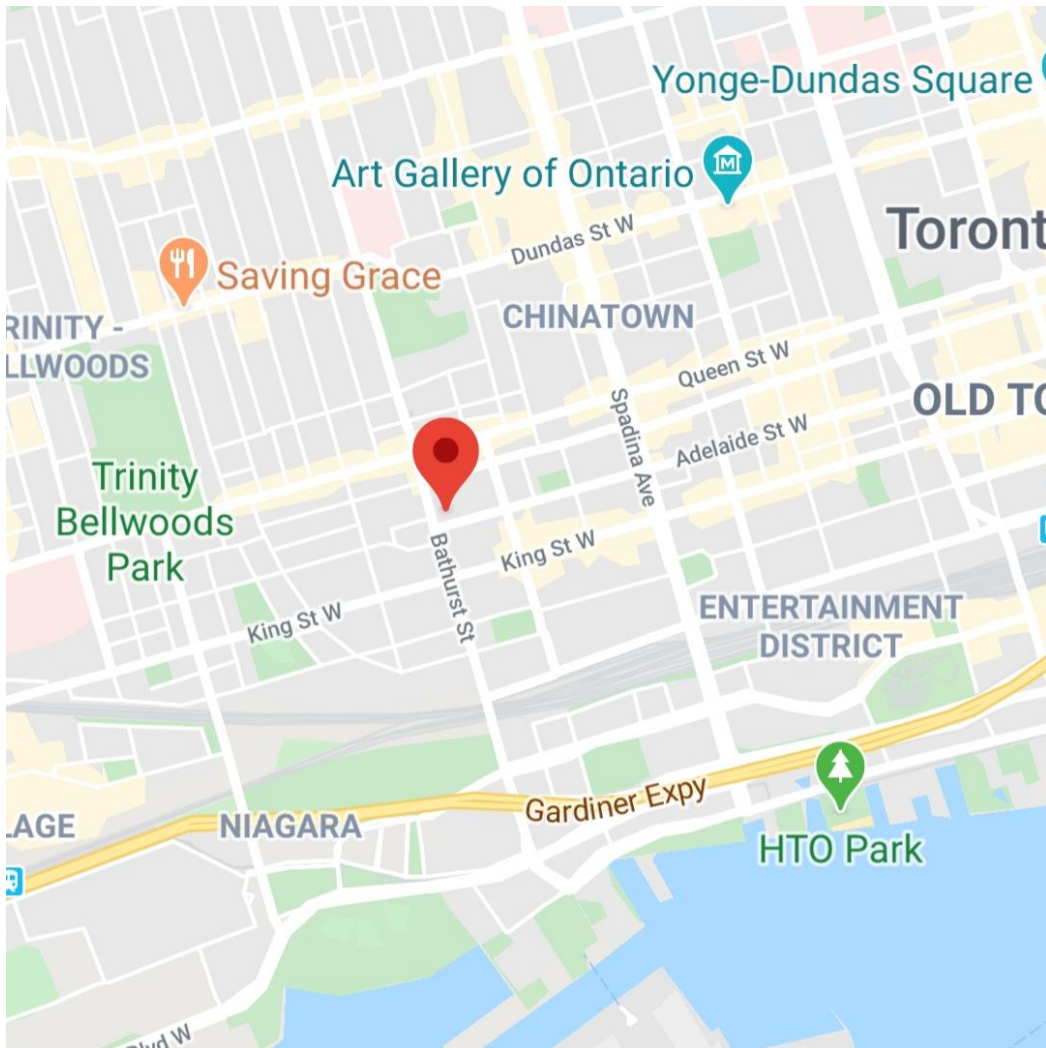 Yonge-Dundas Square
Art Gallery of Ontario
Toront
Dundas St W
Saving Grace
CHINATOWN
RINITY -
LLWOODS
Queen St W
Spadina Ave
OLD TO
Adelaide St W
Trinity
Bellwoods
Park
King St W
Bathurst St
King St W
ENTERTAINMENT
DISTRICT
Gardiner Expy
LAGE
NIAGARA
HTO Park
Blvd W